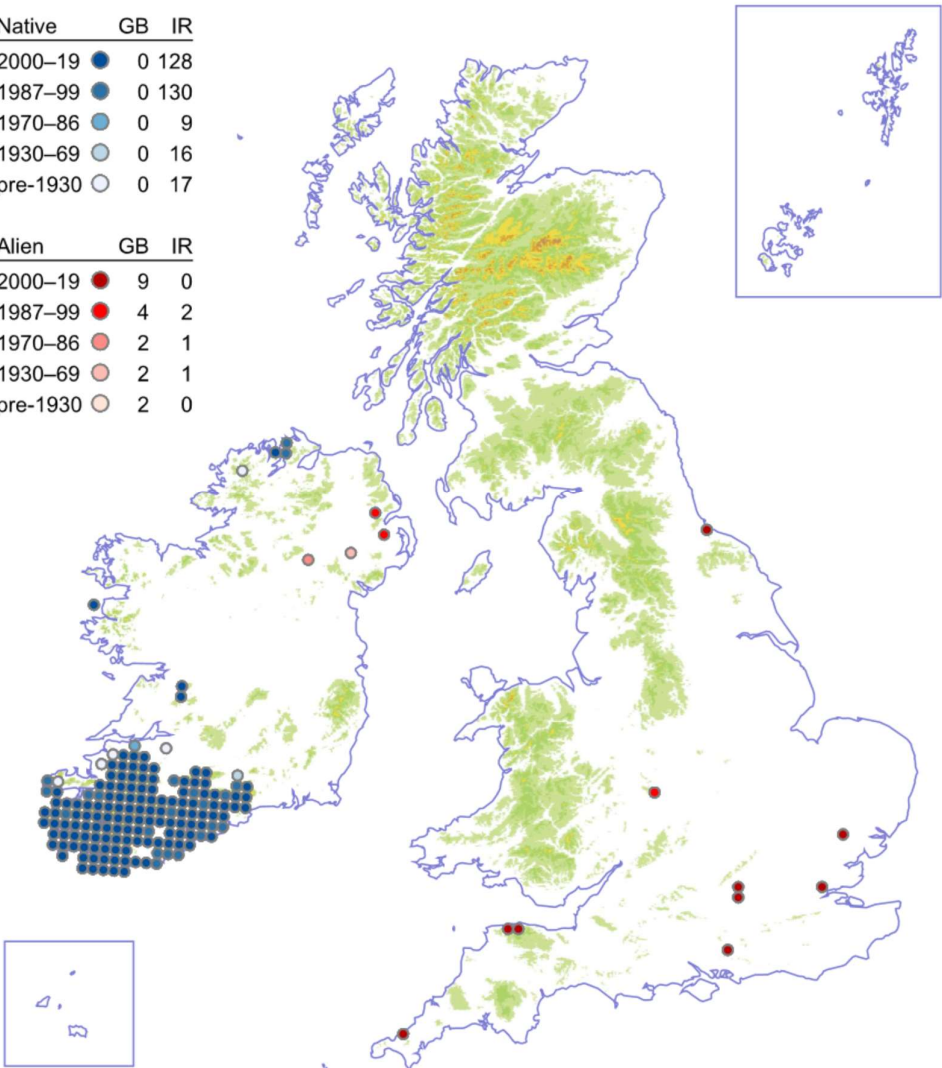 Native GB IR
2000–19 0 128
1987–99 0 130
1970–86 0 9
1930–69 0 16
pre-1930 0 17
Alien GB IR
2000–19 9 0
1987–99 4 2
1970–86 2 1
1930–69 2 1
pre-1930 2 0